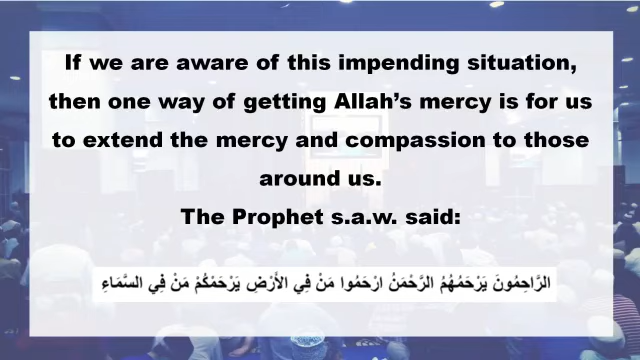 If we are aware of this impending situation,
then one way of getting Allah’s mercy is for us
to extend the mercy and compassion to those
around us.
The Prophet s.a.w. said:
الرَّاحِمُونَ يَرْحَمُهُمُ الرَّحْمَنُ ارْحَمُوا مَنْ فِي الأَرْضِ يَرْحَمْكُمْ مَنْ فِي السَّمَاءِ